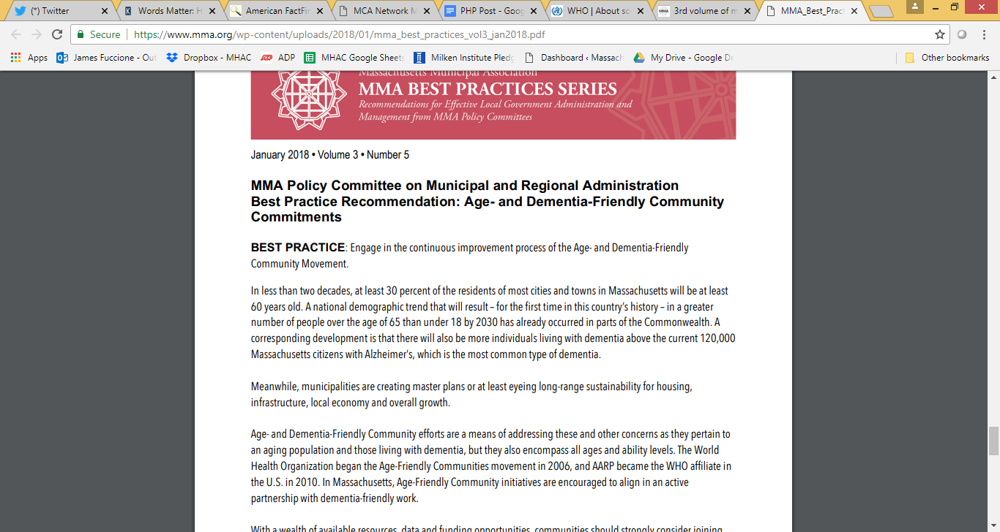 (*) Twitter
Words Matter: H
American FactFi
MCA Network M
PHP Post - Goog
WHO | About so
3rd volume of m
MMA_Best_Prac
Secure
https://www.mma.org/wp-content/uploads/2018/01/mma_best_practices_vol3_jan2018.pdf
Apps
James Fuccione - Out
Dropbox - MHAC
ADP
MHAC Google Sheet
Milken Institute Pled
Dashboard ‹ Massach
My Drive - Google Dr
Other bookmarks
Massachusetts Municipal Association
MMA BEST PRACTICES SERIES
Recommendations for Effective Local Government Administration and
Management from MMA Policy Committees
January 2018 • Volume 3 • Number 5
MMA Policy Committee on Municipal and Regional Administration
Best Practice Recommendation: Age- and Dementia-Friendly Community
Commitments
BEST PRACTICE: Engage in the continuous improvement process of the Age- and Dementia-Friendly
Community Movement.
In less than two decades, at least 30 percent of the residents of most cities and towns in Massachusetts will be at least
60 years old. A national demographic trend that will result – for the first time in this country's history – in a greater
number of people over the age of 65 than under 18 by 2030 has already occurred in parts of the Commonwealth. A
corresponding development is that there will also be more individuals living with dementia above the current 120,000
Massachusetts citizens with Alzheimer's, which is the most common type of dementia.
Meanwhile, municipalities are creating master plans or at least eyeing long-range sustainability for housing,
infrastructure, local economy and overall growth.
Age- and Dementia-Friendly Community efforts are a means of addressing these and other concerns as they pertain to
an aging population and those living with dementia, but they also encompass all ages and ability levels. The World
Health Organization began the Age-Friendly Communities movement in 2006, and AARP became the WHO affiliate in
the U.S. in 2010. In Massachusetts, Age-Friendly Community initiatives are encouraged to align in an active
partnership with dementia-friendly work.
With a wealth of available resources, data and funding opportunities, communities should strongly consider joining